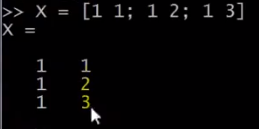 >> X = [1 1; 1 2; 1 3]
X =
1 1
1 2
1 3